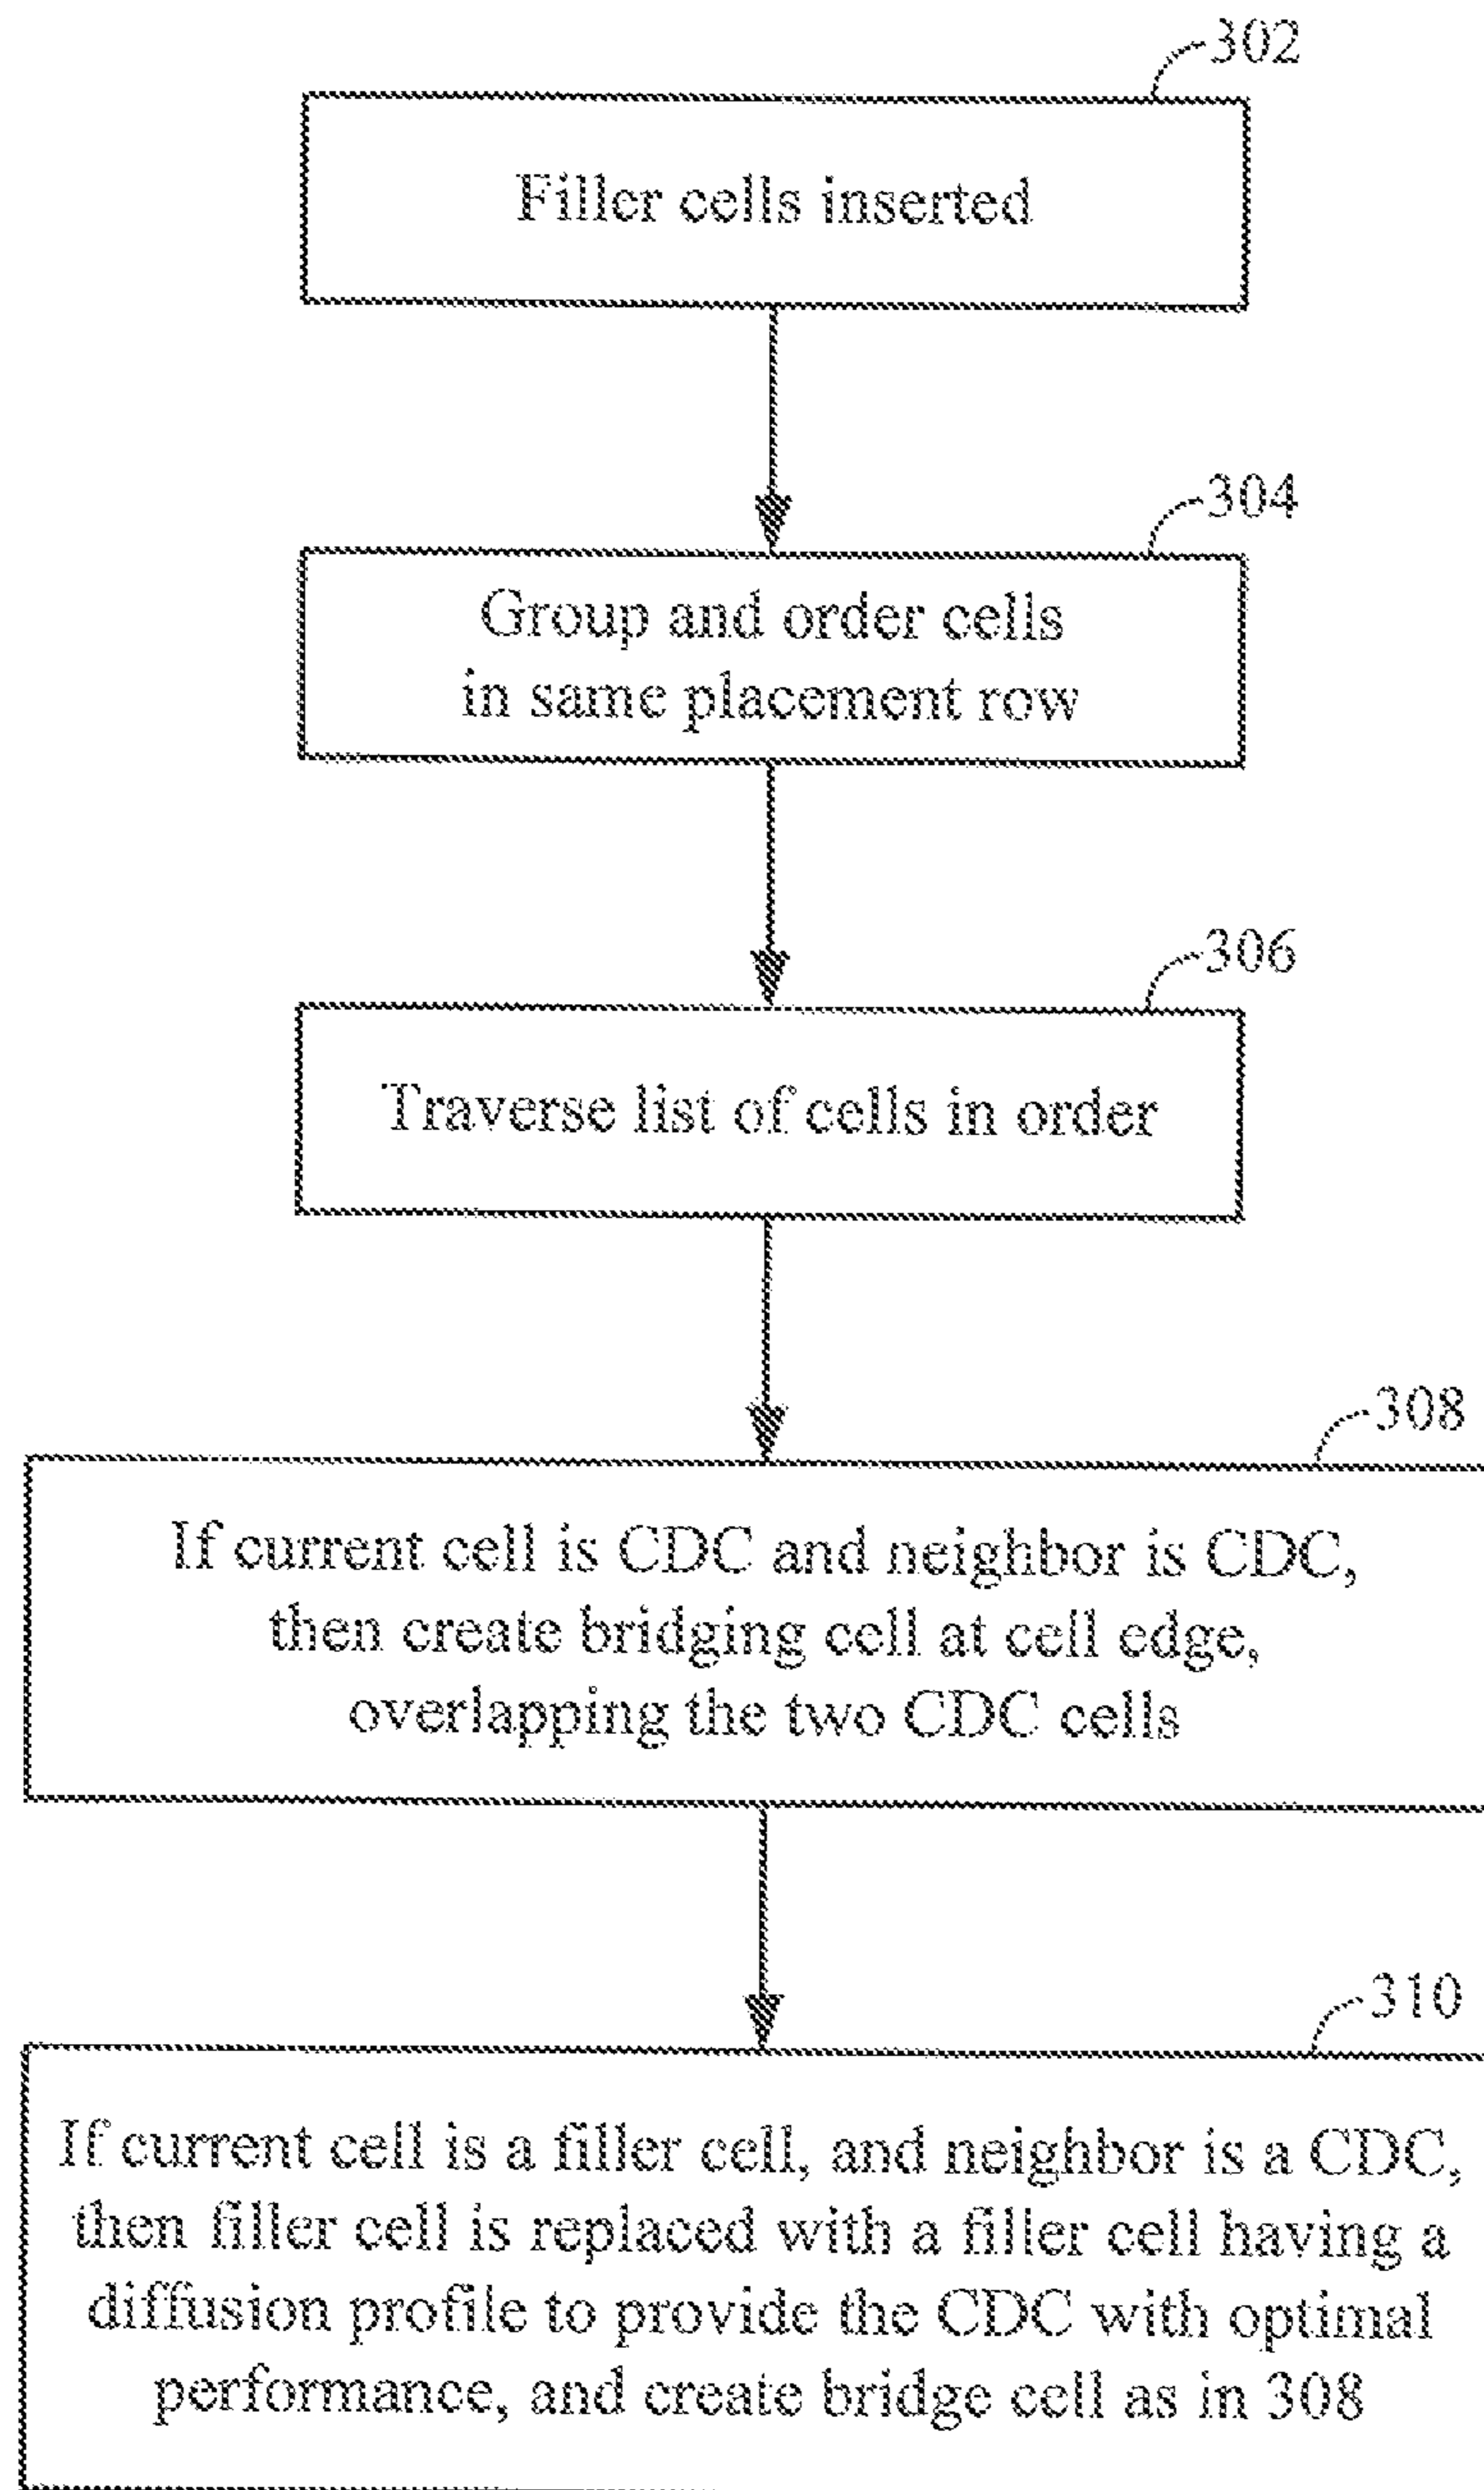 302
Filler cells inserted
304
Group and order cells
in same placement row
306
Traverse list of cells in order
308
If current cell is CDC and neighbor is CDC,
then create bridging cell at cell edge,
overlapping the two CDC cells
310
If current cell is a filler cell, and neighbor is a CDC,
then filler cell is replaced with a filler cell having a
diffusion profile to provide the CDC with optimal
performance, and create bridge cell as in 308